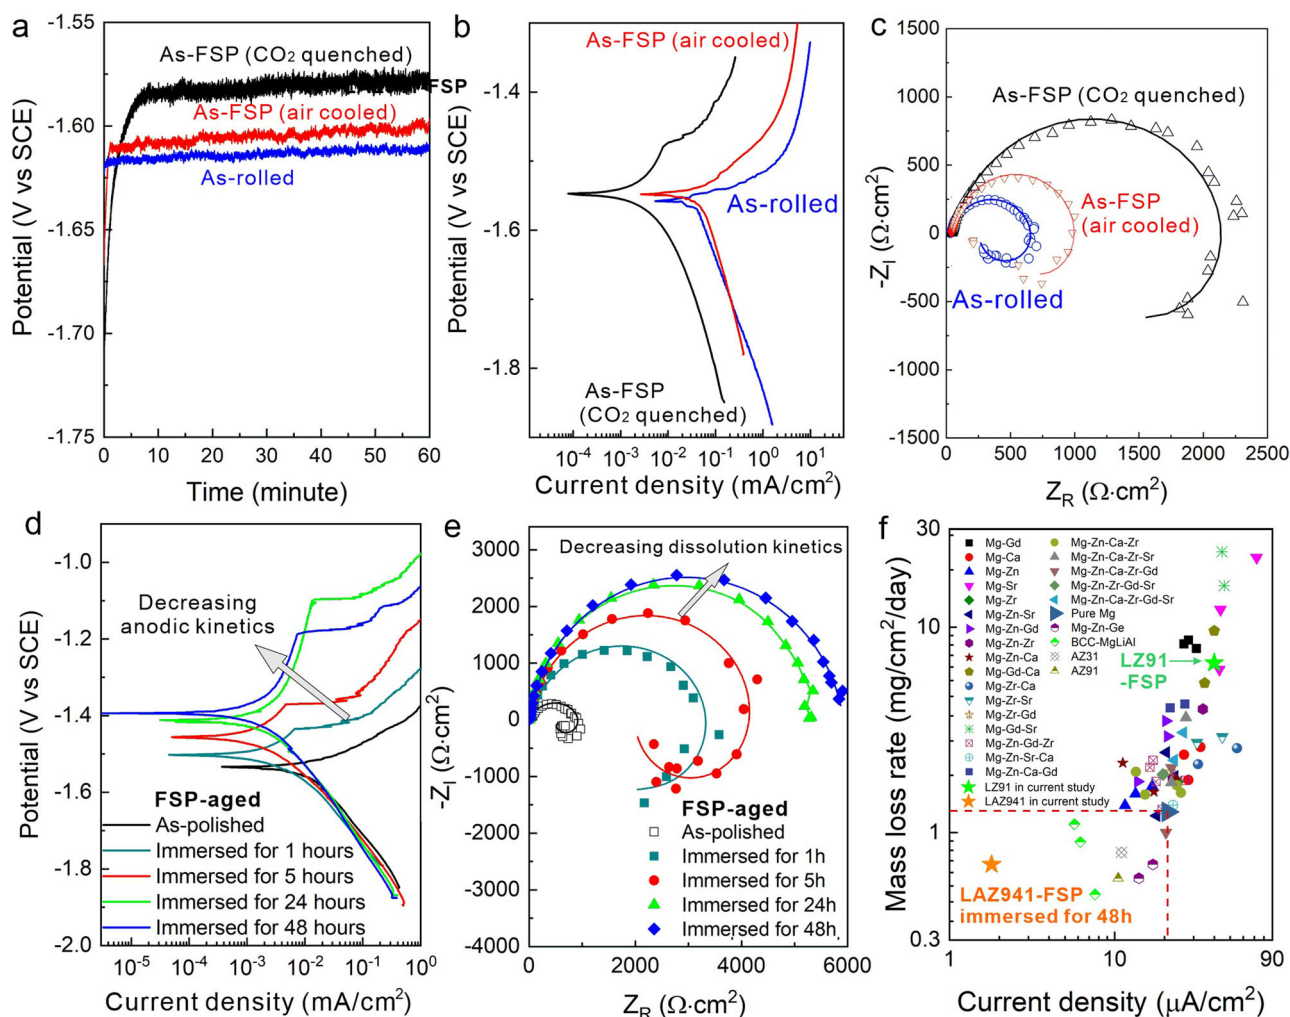 a
-1.55
-1.60
-1.65
-1.70
-1.75
Potential (V vs SCE)
As-FSP (CO₂ quenched)
FSP
As-FSP (air cooled)
As-rolled
0 10 20 30 40 50 60
Time (minute)
b
-1.4
-1.6
-1.8
Potential (V vs SCE)
As-FSP (air cooled)
As-rolled
As-FSP
(CO₂ quenched)
10⁻⁴ 10⁻³ 10⁻² 10⁻¹ 10⁰ 10¹
Current density (mA/cm²)
c
1500
1000
500
0
-500
-1000
-1500
-Z_I (Ω·cm²)
As-FSP (CO₂ quenched)
As-FSP
(air cooled)
As-rolled
0 500 1000 1500 2000 2500
Z_R (Ω·cm²)
d
-1.0
-1.2
-1.4
-1.6
-1.8
-2.0
Potential (V vs SCE)
Decreasing
anodic kinetics
FSP-aged
As-polished
Immersed for 1 hours
Immersed for 5 hours
Immersed for 24 hours
Immersed for 48 hours
10⁻⁵ 10⁻⁴ 10⁻³ 10⁻² 10⁻¹ 10⁰
Current density (mA/cm²)
e
3000
2000
1000
0
-1000
-2000
-3000
-4000
-Z_I (Ω·cm²)
Decreasing dissolution kinetics
FSP-aged
As-polished
Immersed for 1h
Immersed for 5h
Immersed for 24h
Immersed for 48h
0 2000 4000 6000
Z_R (Ω·cm²)
f
30
10
1
0.3
Mass loss rate (mg/cm²/day)
Mg-Gd
Mg-Ca
Mg-Zn
Mg-Sr
Mg-Zr
Mg-Zn-Sr
Mg-Zn-Gd
Mg-Zn-Zr
Mg-Zn-Ca
Mg-Gd-Ca
Mg-Zr-Ca
Mg-Zr-Sr
Mg-Zr-Gd
Mg-Gd-Sr
Mg-Zn-Gd-Zr
Mg-Zn-Sr-Ca
Mg-Zn-Ca-Gd
LZ91 in current study
LAZ941 in current study
Mg-Zn-Ca-Zr
Mg-Zn-Ca-Zr-Sr
Mg-Zn-Ca-Zr-Gd
Mg-Zn-Zr-Gd-Sr
Mg-Zn-Ca-Zr-Gd-Sr
Pure Mg
Mg-Zn-Ge
BCC-MgLiAl
AZ31
AZ91
LZ91
-FSP
LAZ941-FSP
immersed for 48h
1 10 90
Current density (μA/cm²)